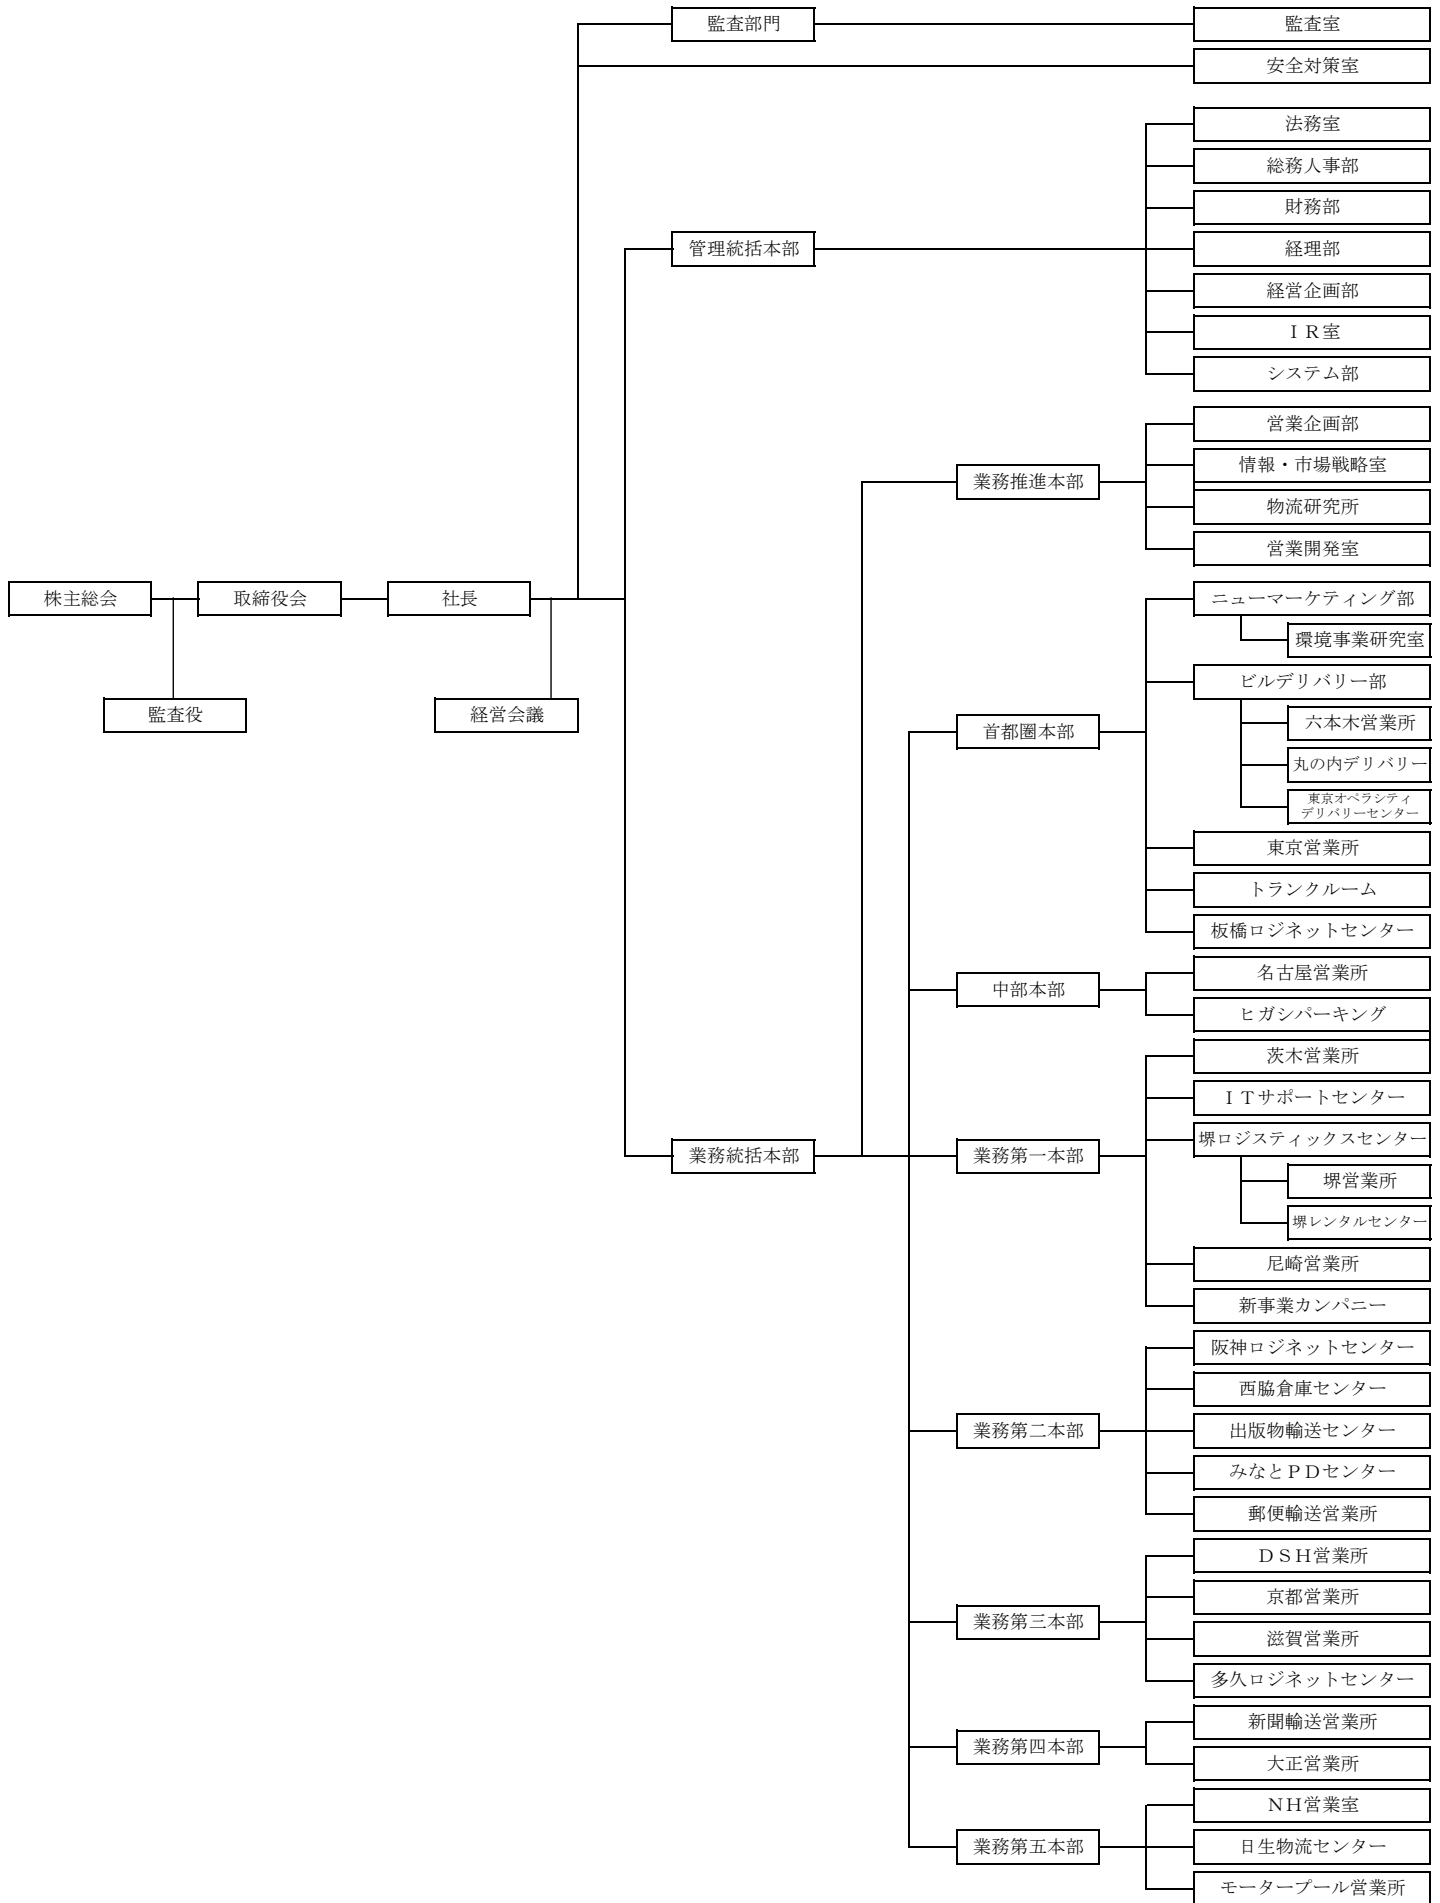 監査部門
監査室
安全対策室
法務室
総務人事部
財務部
管理統括本部
経理部
経営企画部
ＩＲ室
システム部
営業企画部
情報・市場戦略室
業務推進本部
物流研究所
営業開発室
株主総会
取締役会
社長
監査役
経営会議
ニューマーケティング部
環境事業研究室
ビルデリバリー部
六本木営業所
首都圏本部
丸の内デリバリー
東京オペラシティ
デリバリーセンター
東京営業所
トランクルーム
板橋ロジネットセンター
名古屋営業所
中部本部
ヒガシパーキング
茨木営業所
ＩＴサポートセンター
堺ロジスティックスセンター
業務統括本部
業務第一本部
堺営業所
堺レンタルセンター
尼崎営業所
新事業カンパニー
阪神ロジネットセンター
西脇倉庫センター
業務第二本部
出版物輸送センター
みなとＰＤセンター
郵便輸送営業所
ＤＳＨ営業所
京都営業所
業務第三本部
滋賀営業所
多久ロジネットセンター
新聞輸送営業所
業務第四本部
大正営業所
ＮＨ営業室
業務第五本部
日生物流センター
モータープール営業所